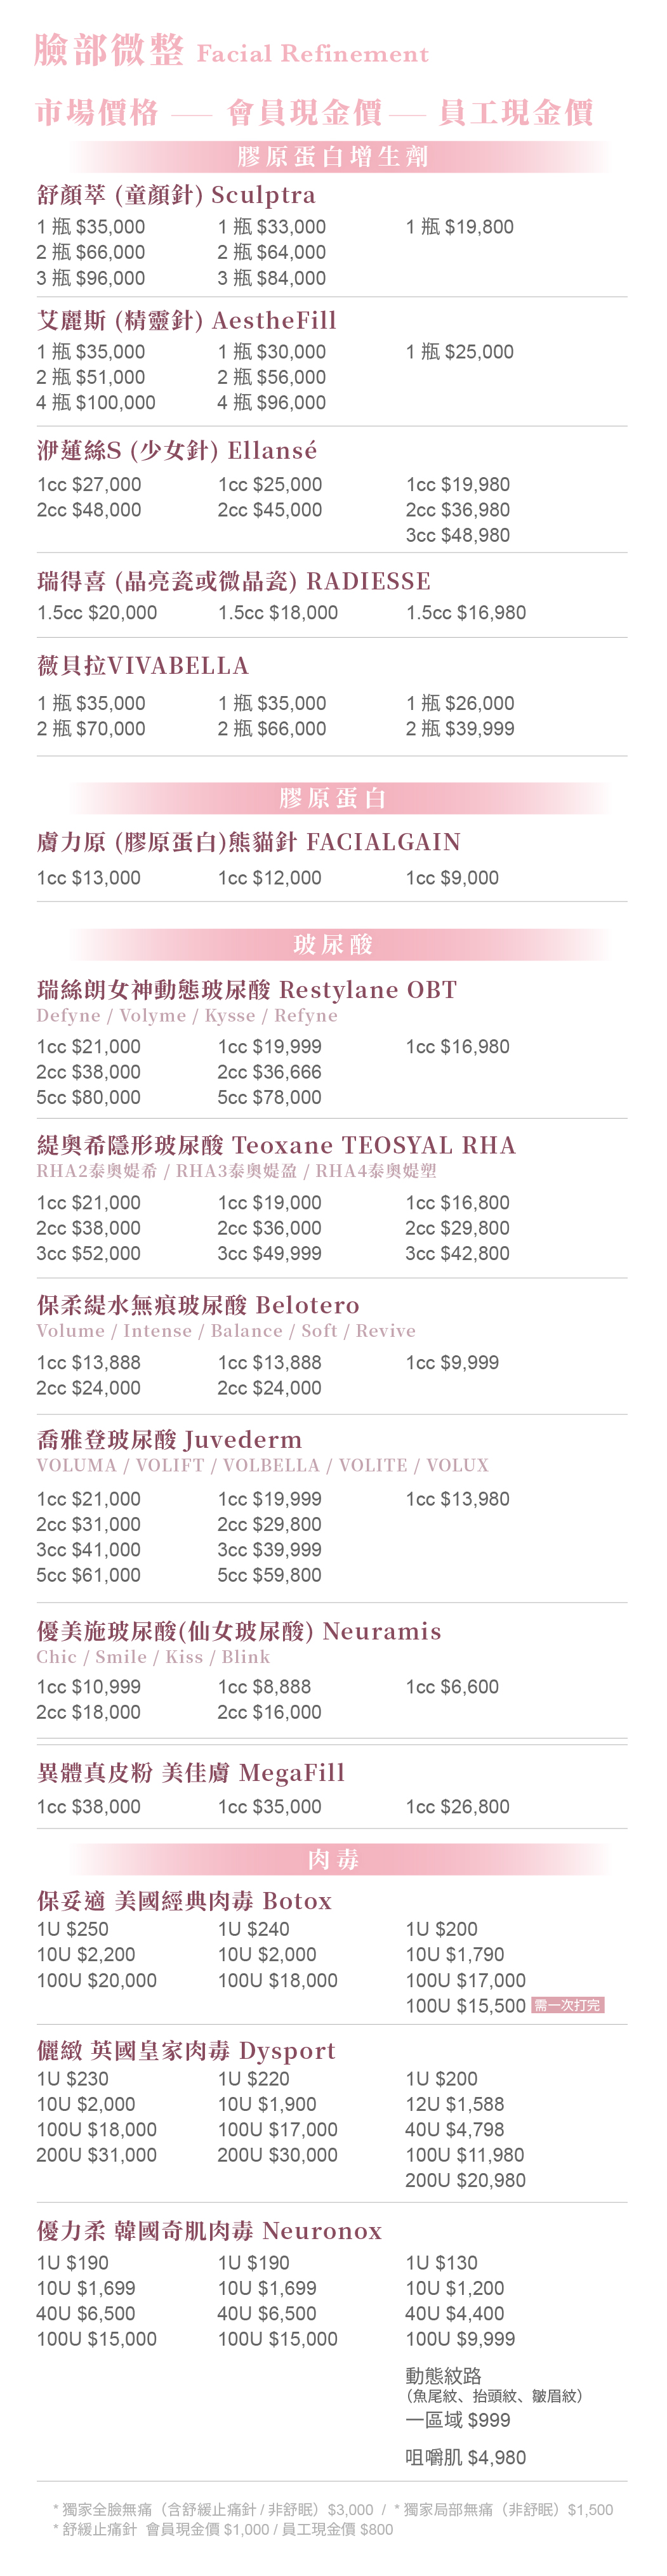 臉部微整 Facial Refinement
市場價格 —— 會員現金價 —— 員工現金價
膠原蛋白增生劑
舒顏萃 (童顏針) Sculptra
1 瓶 $35,000 1 瓶 $33,000 1 瓶 $19,800
2 瓶 $66,000 2 瓶 $64,000
3 瓶 $96,000 3 瓶 $84,000
艾麗斯 (精靈針) AestheFill
1 瓶 $35,000 1 瓶 $30,000 1 瓶 $25,000
2 瓶 $51,000 2 瓶 $56,000
4 瓶 $100,000 4 瓶 $96,000
洢蓮絲S (少女針) Ellansé
1cc $27,000 1cc $25,000 1cc $19,980
2cc $48,000 2cc $45,000 2cc $36,980
3cc $48,980
瑞得喜 (晶亮瓷或微晶瓷) RADIESSE
1.5cc $20,000 1.5cc $18,000 1.5cc $16,980
薇貝拉VIVABELLA
1 瓶 $35,000 1 瓶 $35,000 1 瓶 $26,000
2 瓶 $70,000 2 瓶 $66,000 2 瓶 $39,999
膠原蛋白
膚力原 (膠原蛋白)熊貓針 FACIALGAIN
1cc $13,000 1cc $12,000 1cc $9,000
玻尿酸
瑞絲朗女神動態玻尿酸 Restylane OBT
Defyne / Volyme / Kysse / Refyne
1cc $21,000 1cc $19,999 1cc $16,980
2cc $38,000 2cc $36,666
5cc $80,000 5cc $78,000
緹奧希隱形玻尿酸 Teoxane TEOSYAL RHA
RHA2泰奧媞希 / RHA3泰奧媞盈 / RHA4泰奧媞塑
1cc $21,000 1cc $19,000 1cc $16,800
2cc $38,000 2cc $36,000 2cc $29,800
3cc $52,000 3cc $49,999 3cc $42,800
保柔緹水無痕玻尿酸 Belotero
Volume / Intense / Balance / Soft / Revive
1cc $13,888 1cc $13,888 1cc $9,999
2cc $24,000 2cc $24,000
喬雅登玻尿酸 Juvederm
VOLUMA / VOLIFT / VOLBELLA / VOLITE / VOLUX
1cc $21,000 1cc $19,999 1cc $13,980
2cc $31,000 2cc $29,800
3cc $41,000 3cc $39,999
5cc $61,000 5cc $59,800
優美施玻尿酸(仙女玻尿酸) Neuramis
Chic / Smile / Kiss / Blink
1cc $10,999 1cc $8,888 1cc $6,600
2cc $18,000 2cc $16,000
異體真皮粉 美佳膚 MegaFill
1cc $38,000 1cc $35,000 1cc $26,800
肉毒
保妥適 美國經典肉毒 Botox
1U $250 1U $240 1U $200
10U $2,200 10U $2,000 10U $1,790
100U $20,000 100U $18,000 100U $17,000
100U $15,500 需一次打完
儷緻 英國皇家肉毒 Dysport
1U $230 1U $220 1U $200
10U $2,000 10U $1,900 12U $1,588
100U $18,000 100U $17,000 40U $4,798
200U $31,000 200U $30,000 100U $11,980
200U $20,980
優力柔 韓國奇肌肉毒 Neuronox
1U $190 1U $190 1U $130
10U $1,699 10U $1,699 10U $1,200
40U $6,500 40U $6,500 40U $4,400
100U $15,000 100U $15,000 100U $9,999
動態紋路
（魚尾紋、抬頭紋、皺眉紋）
一區域 $999
咀嚼肌 $4,980
* 獨家全臉無痛（含舒緩止痛針 / 非舒眠）$3,000 / * 獨家局部無痛（非舒眠）$1,500
* 舒緩止痛針 會員現金價 $1,000 / 員工現金價 $800